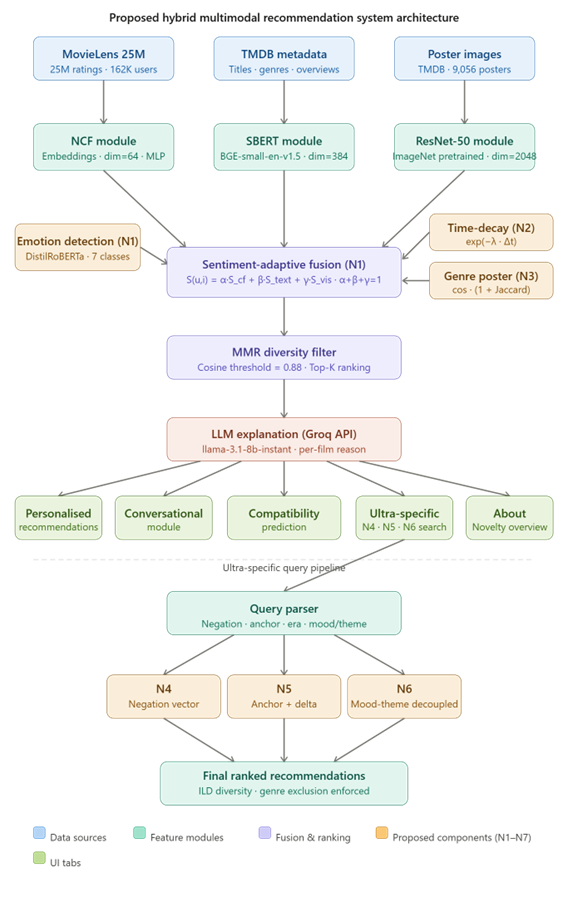 Proposed hybrid multimodal recommendation system architecture
MovieLens 25M
25M ratings · 162K users
TMDB metadata
Titles · genres · overviews
Poster images
TMDB · 9,056 posters
NCF module
Embeddings · dim=64 · MLP
SBERT module
BGE-small-en-v1.5 · dim=384
ResNet-50 module
ImageNet pretrained · dim=2048
Emotion detection (N1)
DistilRoBERTa · 7 classes
Time-decay (N2)
exp(−λ · Δt)
Sentiment-adaptive fusion (N1)
S(u,i) = α·S_cf + β·S_text + γ·S_vis · α+β+γ=1
Genre poster (N3)
cos · (1 + Jaccard)
MMR diversity filter
Cosine threshold = 0.88 · Top-K ranking
LLM explanation (Groq API)
llama-3.1-8b-instant · per-film reason
Personalised
recommendations
Conversational
module
Compatibility
prediction
Ultra-specific
N4 · N5 · N6 search
About
Novelty overview
Ultra-specific query pipeline
Query parser
Negation · anchor · era · mood/theme
N4
Negation vector
N5
Anchor + delta
N6
Mood-theme decoupled
Final ranked recommendations
ILD diversity · genre exclusion enforced
Data sources
Feature modules
Fusion & ranking
Proposed components (N1–N7)
UI tabs